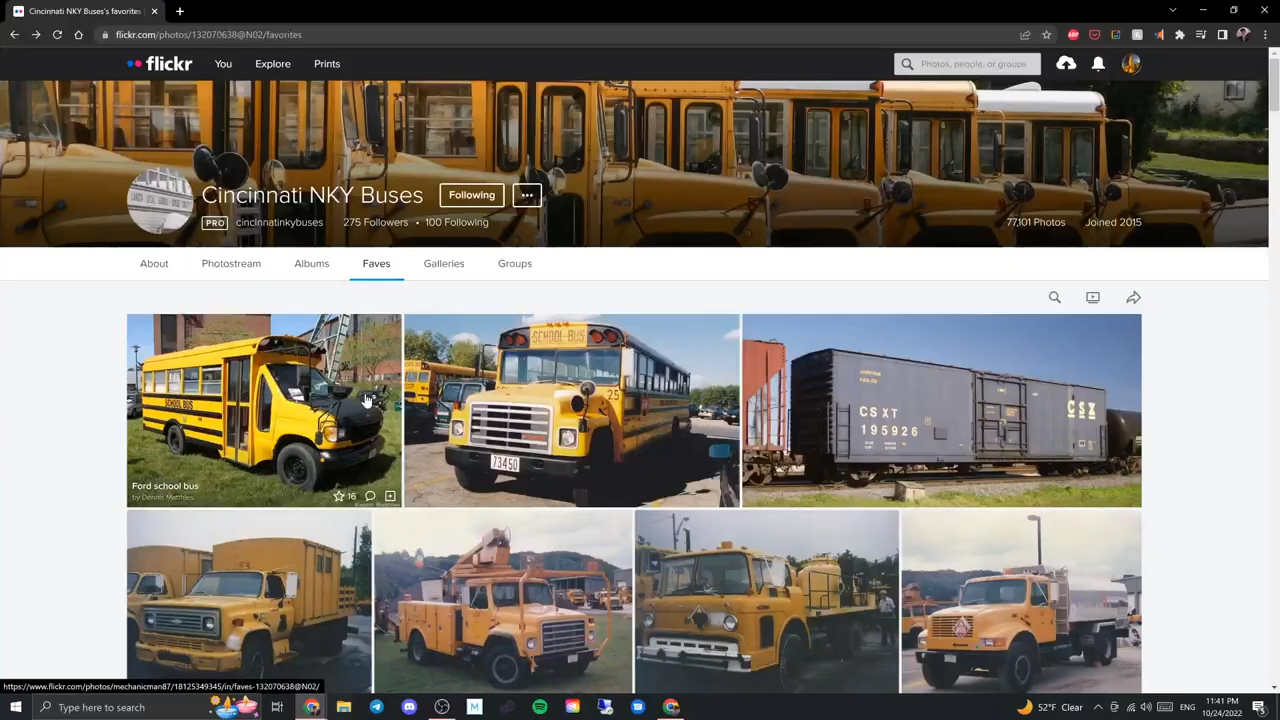 Cincinnati NKY Buses's favorites
flickr.com/photos/132070638@N02/favorites
flickr
You
Explore
Prints
Photos, people, or groups
Cincinnati NKY Buses
Following
PRO
cincinnatinkybuses
275 Followers
•
100 Following
77,101 Photos
Joined 2015
About
Photostream
Albums
Faves
Galleries
Groups
SCHOOL BUS
Ford school bus
by Dennis Matthies
16
SCHOOL BUS
25
73450
CSXT
195926
CSX
https://www.flickr.com/photos/mechanicman87/18125349345/in/faves-132070638@N02/
Type here to search
52°F Clear
ENG
11:41 PM
10/24/2022